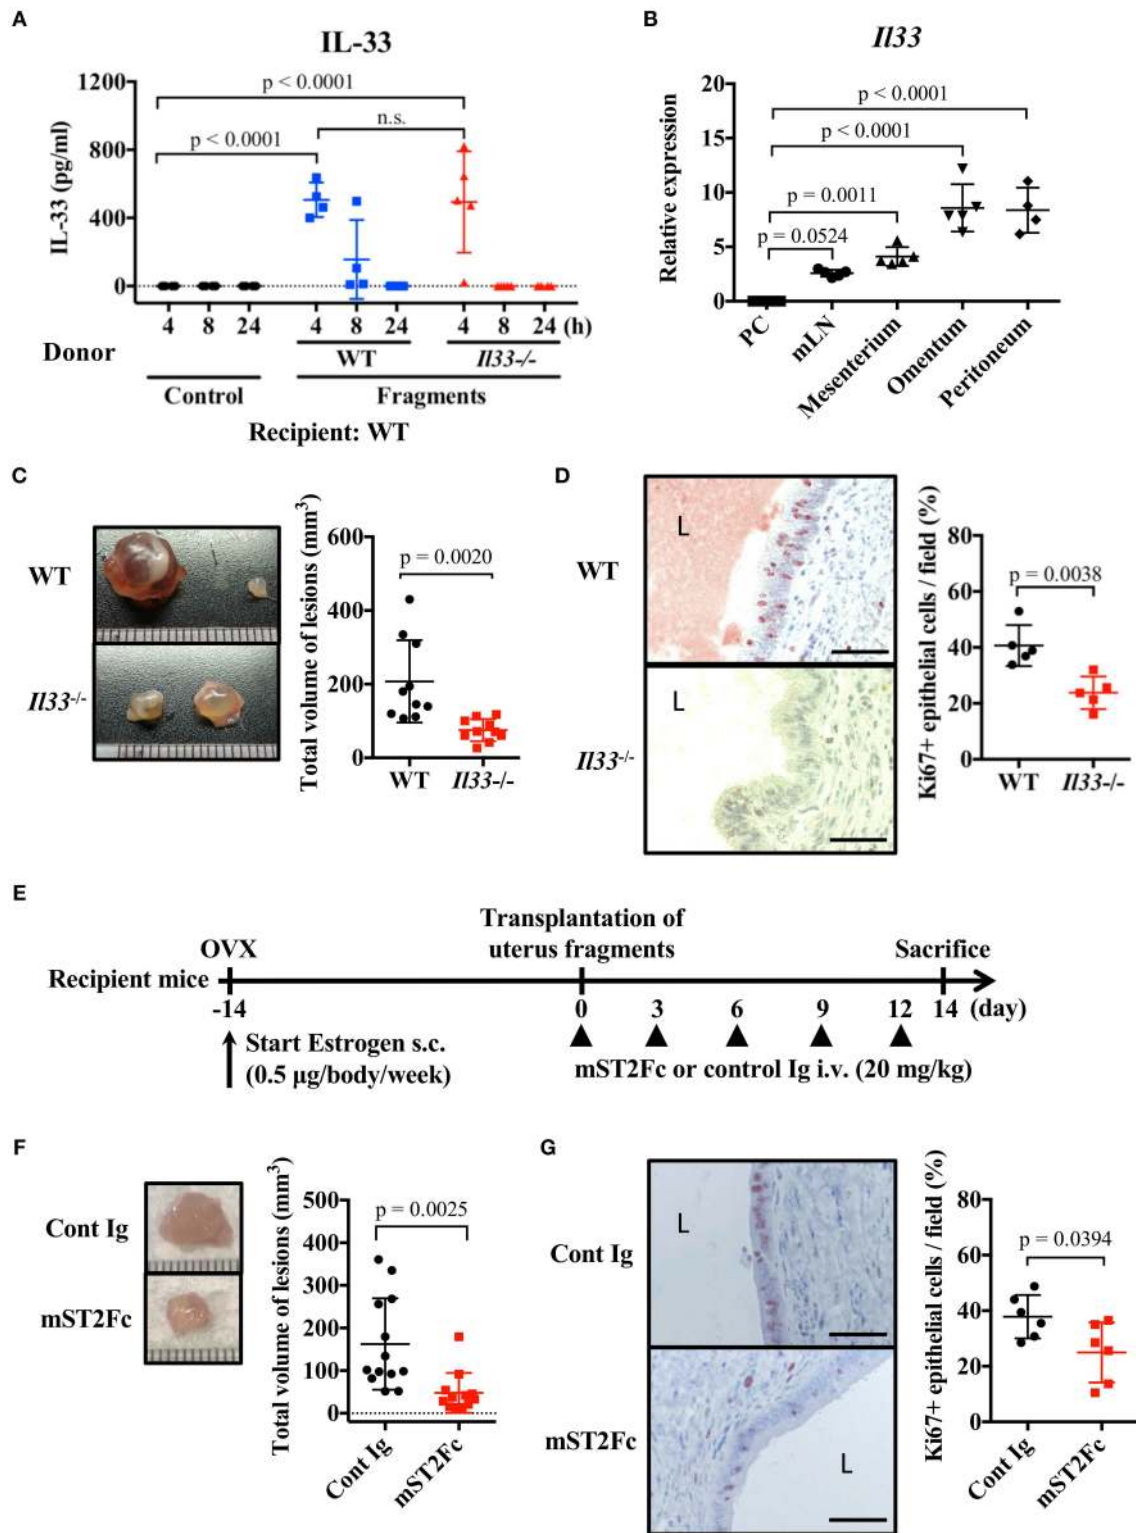 A
IL-33
IL-33 (pg/ml)
1200
800
400
0
p < 0.0001
n.s.
p < 0.0001
4 8 24 4 8 24 4 8 24 (h)
Donor
WT
Il33-/-
Control
Fragments
Recipient: WT
B
Il33
Relative expression
20
15
10
5
0
p < 0.0001
p < 0.0001
p = 0.0011
p = 0.0524
PC
mLN
Mesenterium
Omentum
Peritoneum
C
WT
Il33-/-
Total volume of lesions (mm3)
600
400
200
0
p = 0.0020
WT
Il33-/-
D
WT
L
Il33-/-
L
Ki67+ epithelial cells / field (%)
80
60
40
20
0
p = 0.0038
WT
Il33-/-
E
Transplantation of
OVX
uterus fragments
Sacrifice
Recipient mice
-14 0 3 6 9 12 14 (day)
Start Estrogen s.c.
(0.5 µg/body/week)
mST2Fc or control Ig i.v. (20 mg/kg)
F
Cont Ig
mST2Fc
Total volume of lesions (mm3)
500
400
300
200
100
0
p = 0.0025
Cont Ig
mST2Fc
G
Cont Ig
L
mST2Fc
L
Ki67+ epithelial cells / field (%)
80
60
40
20
0
p = 0.0394
Cont Ig
mST2Fc